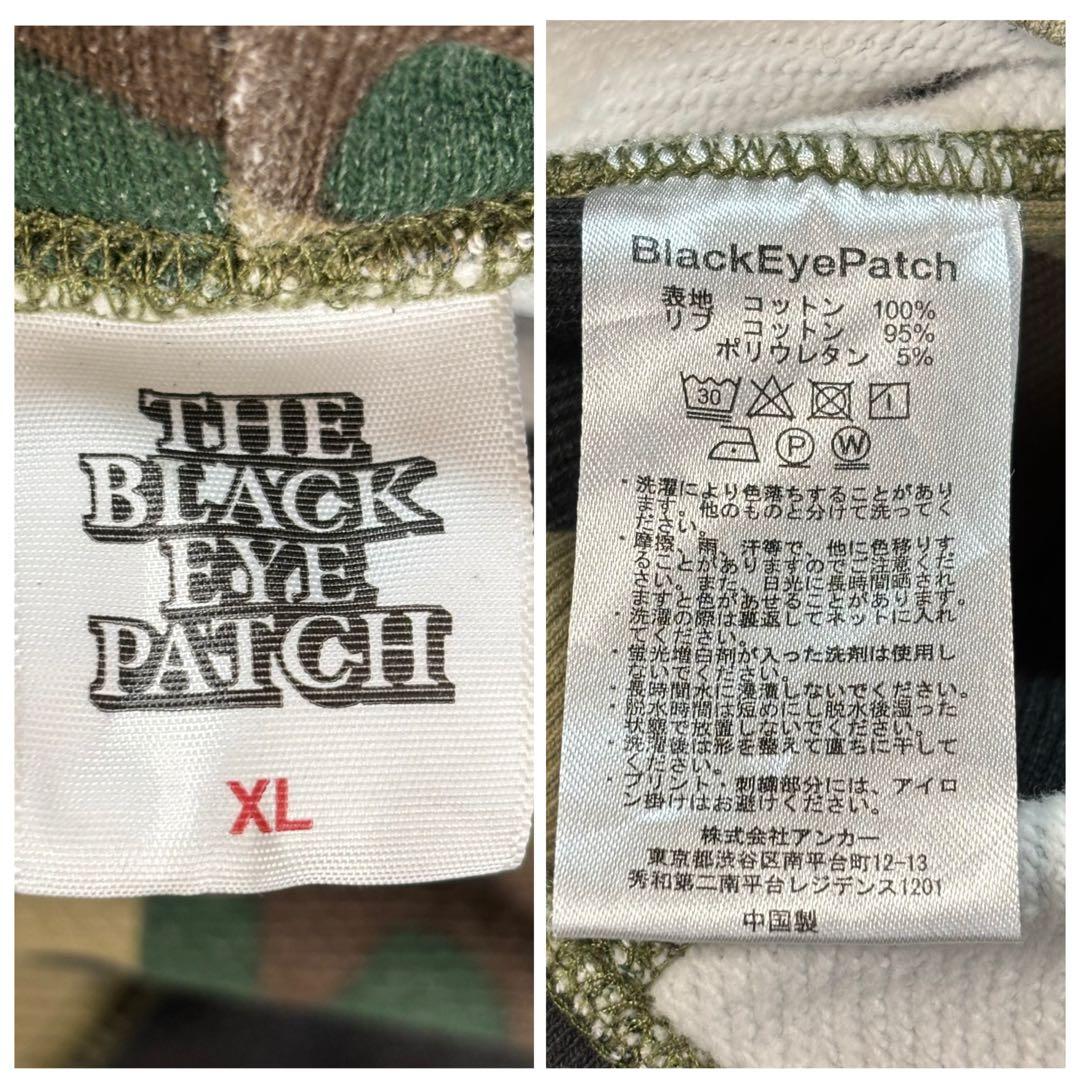 THE
BLACK
EYE
PATCH
XL
BlackEyePatch
表地 コットン 100%
リブ コットン 95%
ポリウレタン 5%
30
1
P
W
・洗濯により色落ちすることがあり
ます。他のものと分けて洗ってく
ださい。
・摩擦、雨、汗等で、他に色移りす
ることがありますのでご注意くだ
さい。また、日光に長時間晒され
ますと色があせることがあります。
・洗濯の際は裏返してネットに入れ
てください。
・蛍光増白剤が入った洗剤は使用し
ないでください。
・長時間水に浸漬しないでください。
・脱水時間は短めにし脱水後湿った
状態で放置しないでください。
・洗濯後は形を整えて直ちに干して
ください。
・プリント・刺繍部分には、アイロ
ン掛けはお避けください。
株式会社アンカー
東京都渋谷区南平台町12-13
秀和第二南平台レジデンス1201
中国製